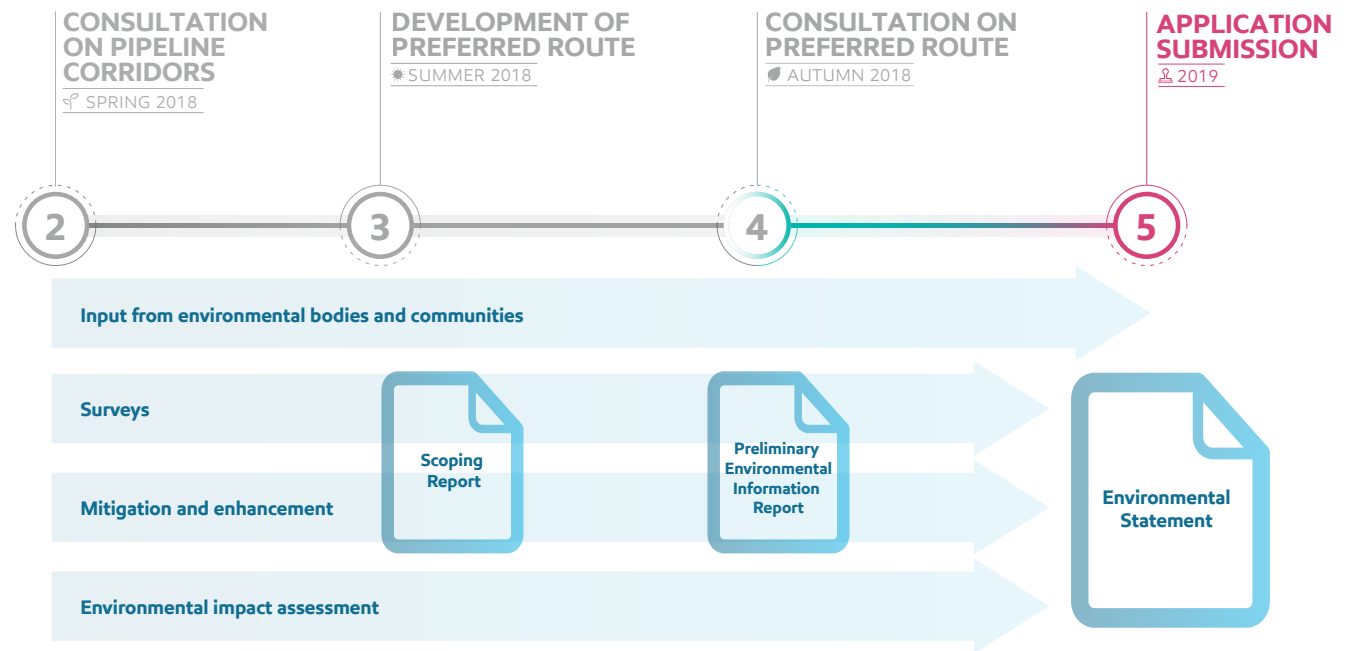 CONSULTATION
ON PIPELINE
CORRIDORS
SPRING 2018
DEVELOPMENT OF
PREFERRED ROUTE
SUMMER 2018
CONSULTATION ON
PREFERRED ROUTE
AUTUMN 2018
APPLICATION
SUBMISSION
2019
2
3
4
5
Input from environmental bodies and communities
Surveys
Mitigation and enhancement
Environmental impact assessment
Scoping
Report
Preliminary
Environmental
Information
Report
Environmental
Statement